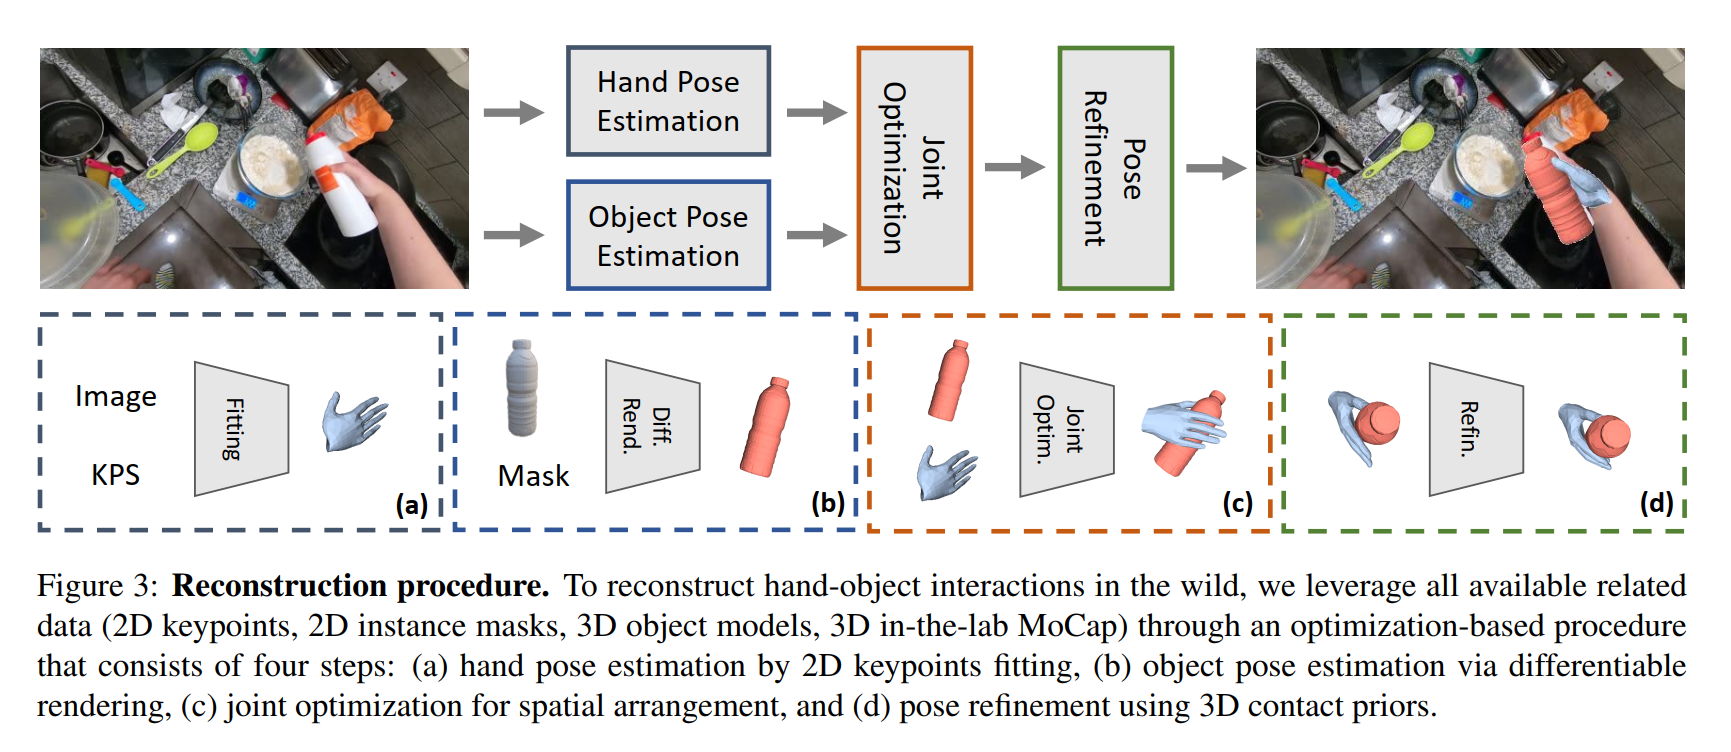 Hand Pose
Estimation
Object Pose
Estimation
Joint
Optimization
Pose
Refinement
Image
KPS
Fitting
(a)
Mask
Diff.
Rend.
(b)
Joint
Optim.
(c)
Refin.
(d)
Figure 3: Reconstruction procedure. To reconstruct hand-object interactions in the wild, we leverage all available related
data (2D keypoints, 2D instance masks, 3D object models, 3D in-the-lab MoCap) through an optimization-based procedure
that consists of four steps: (a) hand pose estimation by 2D keypoints fitting, (b) object pose estimation via differentiable
rendering, (c) joint optimization for spatial arrangement, and (d) pose refinement using 3D contact priors.